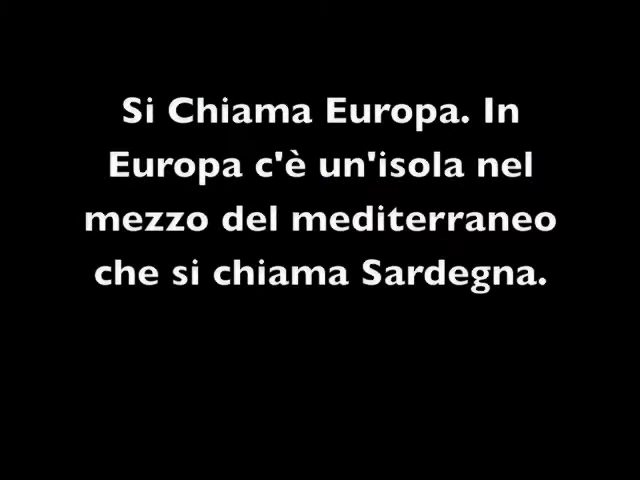 Si Chiama Europa. In
Europa c'è un'isola nel
mezzo del mediterraneo
che si chiama Sardegna.